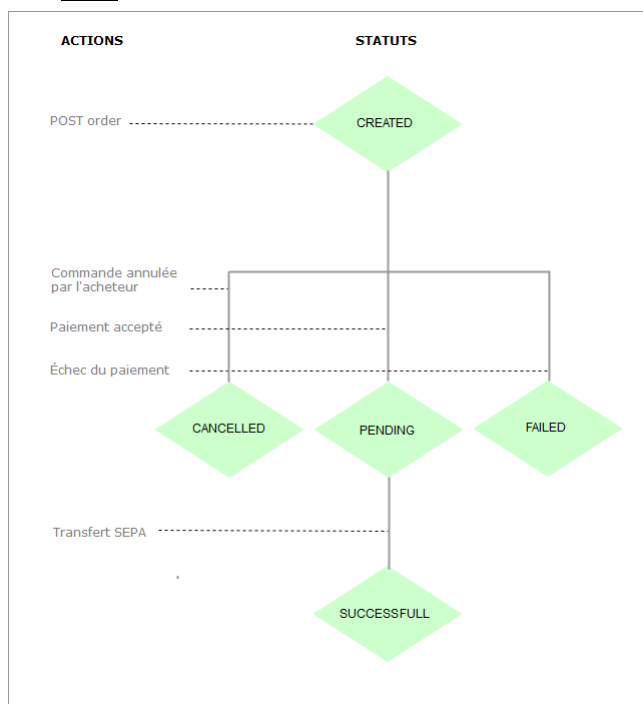 ACTIONS STATUTS
POST order
CREATED
Commande annulée
par l'acheteur
Paiement accepté
Échec du paiement
CANCELLED
PENDING
FAILED
Transfert SEPA
SUCCESSFULL